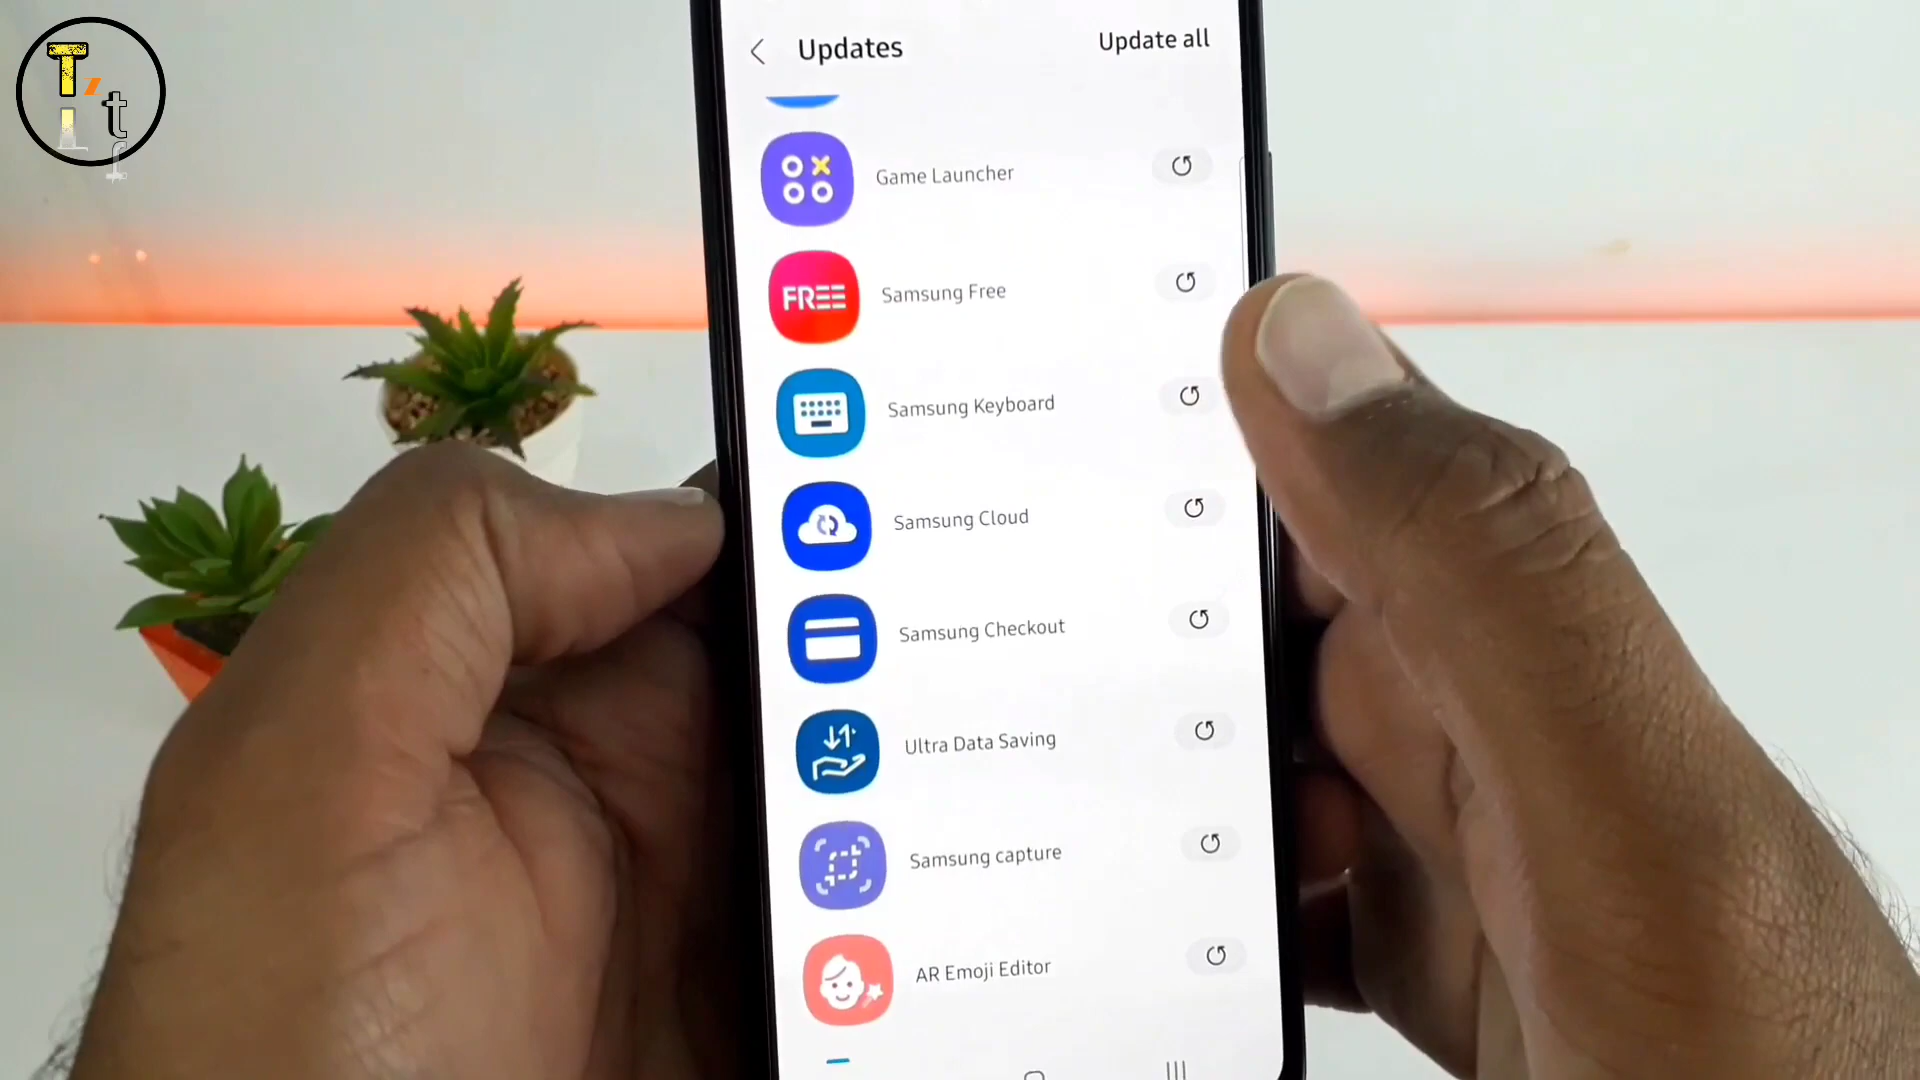 T't
i f
Updates
Update all
Game Launcher
FREE
Samsung Free
Samsung Keyboard
Samsung Cloud
Samsung Checkout
Ultra Data Saving
Samsung capture
AR Emoji Editor